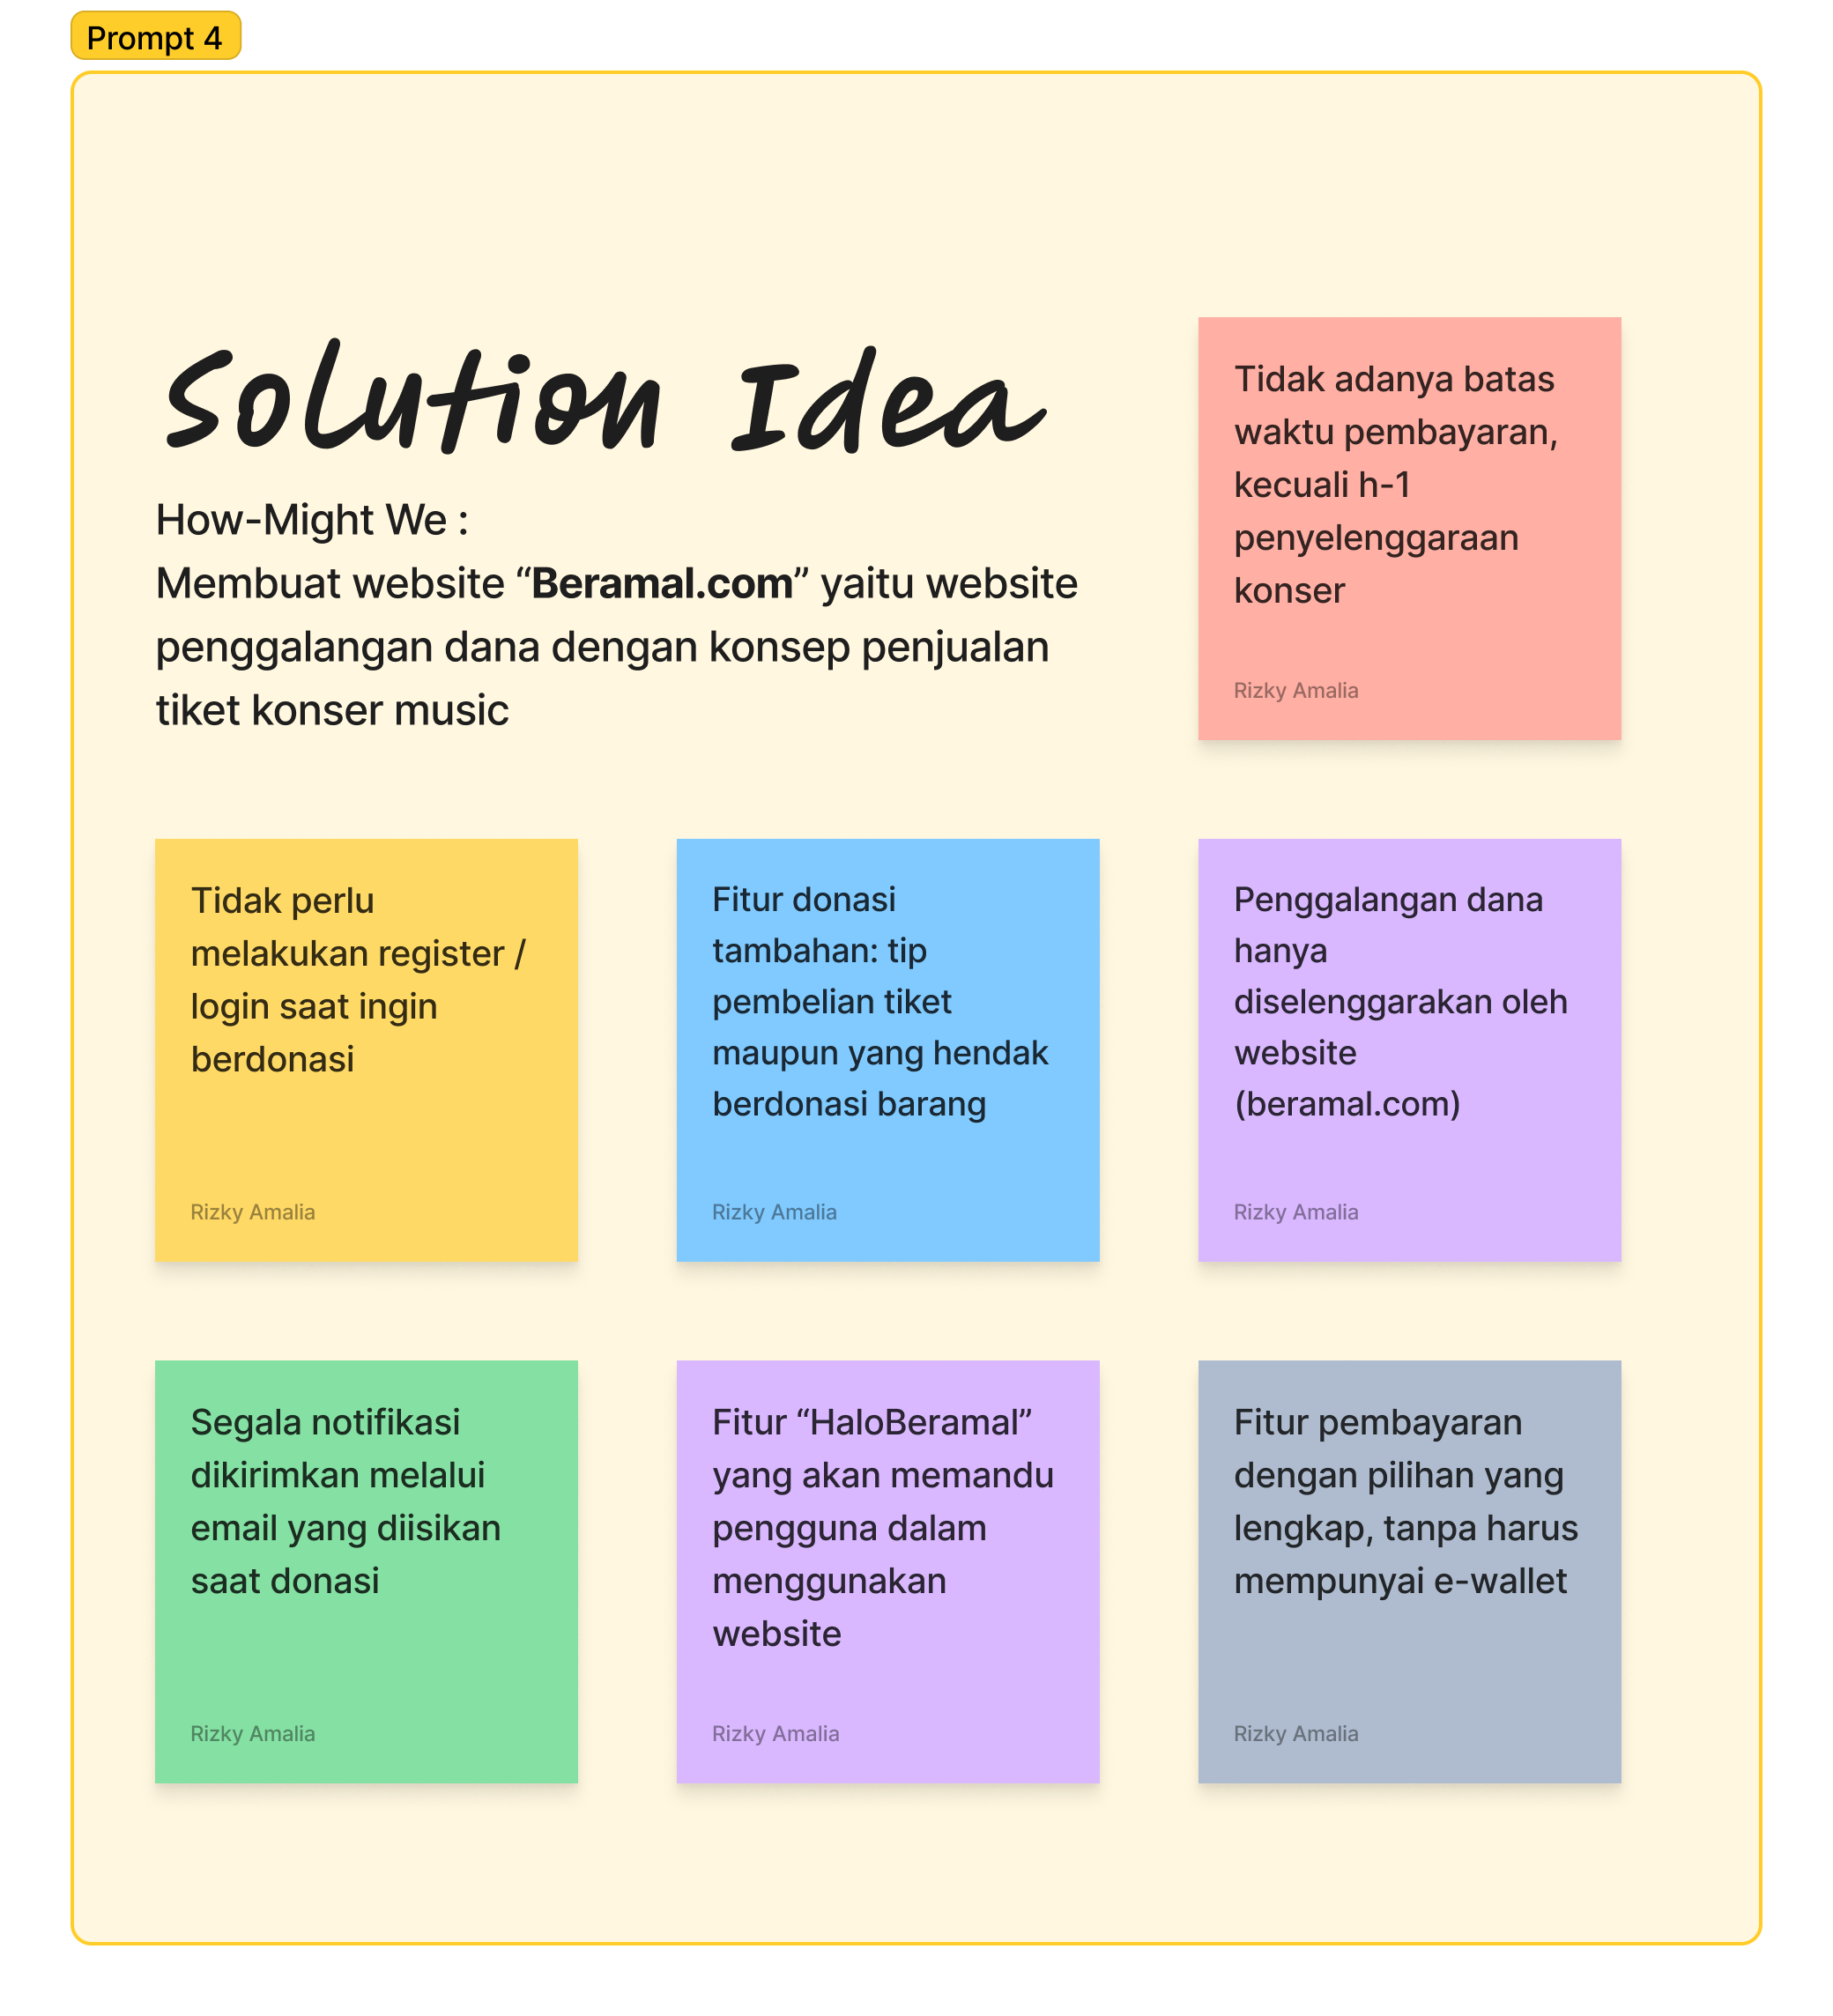 Prompt 4
Solution Idea
How-Might We :
Membuat website “Beramal.com” yaitu website
penggalangan dana dengan konsep penjualan
tiket konser music
Tidak adanya batas
waktu pembayaran,
kecuali h-1
penyelenggaraan
konser
Rizky Amalia
Tidak perlu
melakukan register /
login saat ingin
berdonasi
Rizky Amalia
Fitur donasi
tambahan: tip
pembelian tiket
maupun yang hendak
berdonasi barang
Rizky Amalia
Penggalangan dana
hanya
diselenggarakan oleh
website
(beramal.com)
Rizky Amalia
Segala notifikasi
dikirimkan melalui
email yang diisikan
saat donasi
Rizky Amalia
Fitur “HaloBeramal”
yang akan memandu
pengguna dalam
menggunakan
website
Rizky Amalia
Fitur pembayaran
dengan pilihan yang
lengkap, tanpa harus
mempunyai e-wallet
Rizky Amalia